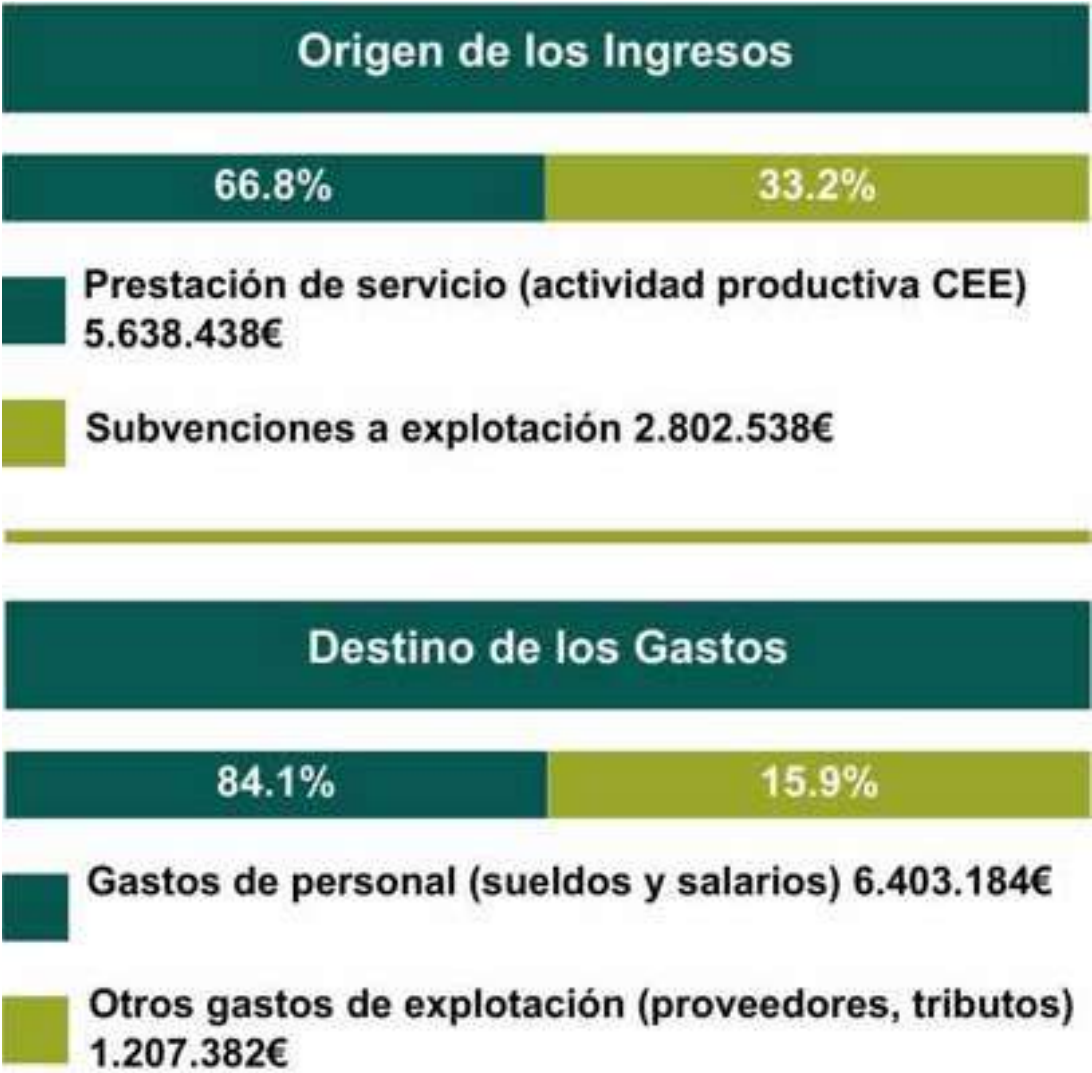 Origen de los Ingresos
66.8% 33.2%
Prestación de servicio (actividad productiva CEE)
5.638.438€
Subvenciones a explotación 2.802.538€
Destino de los Gastos
84.1% 15.9%
Gastos de personal (sueldos y salarios) 6.403.184€
Otros gastos de explotación (proveedores, tributos)
1.207.382€